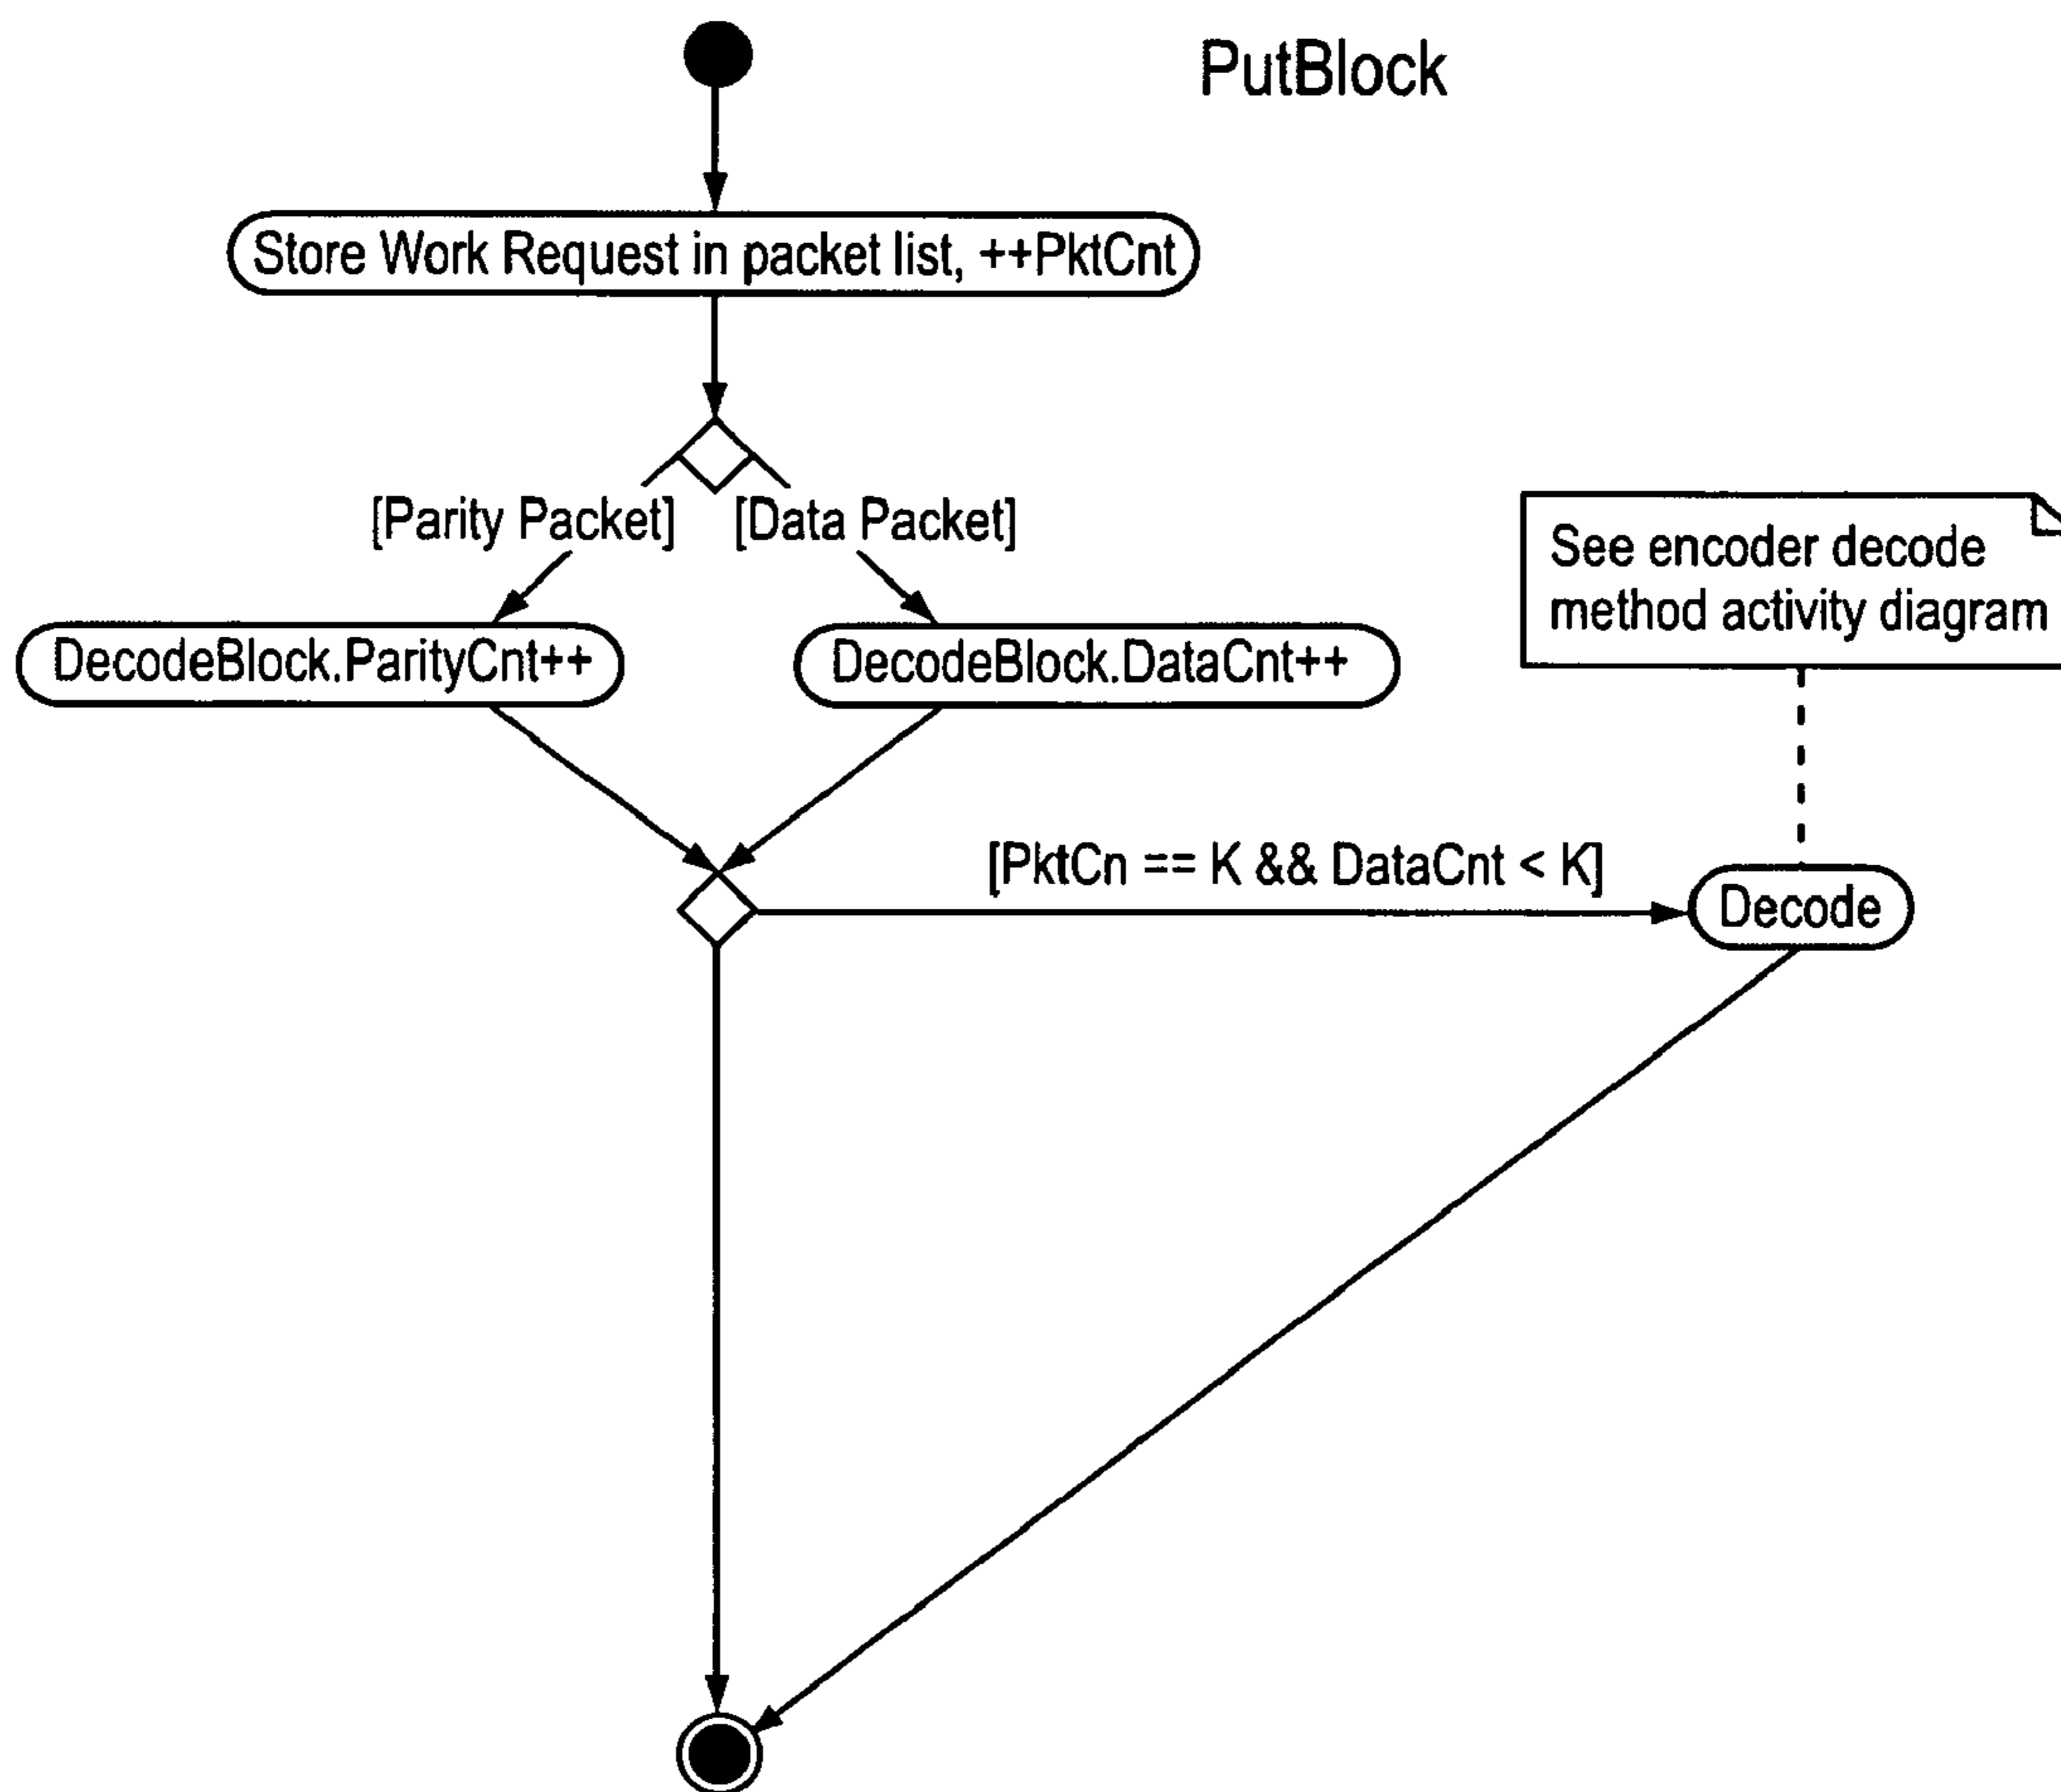 PutBlock
Store Work Request in packet list, ++PktCnt
[Parity Packet] [Data Packet]
See encoder decode
method activity diagram
DecodeBlock.ParityCnt++
DecodeBlock.DataCnt++
[PktCn == K && DataCnt < K]
Decode